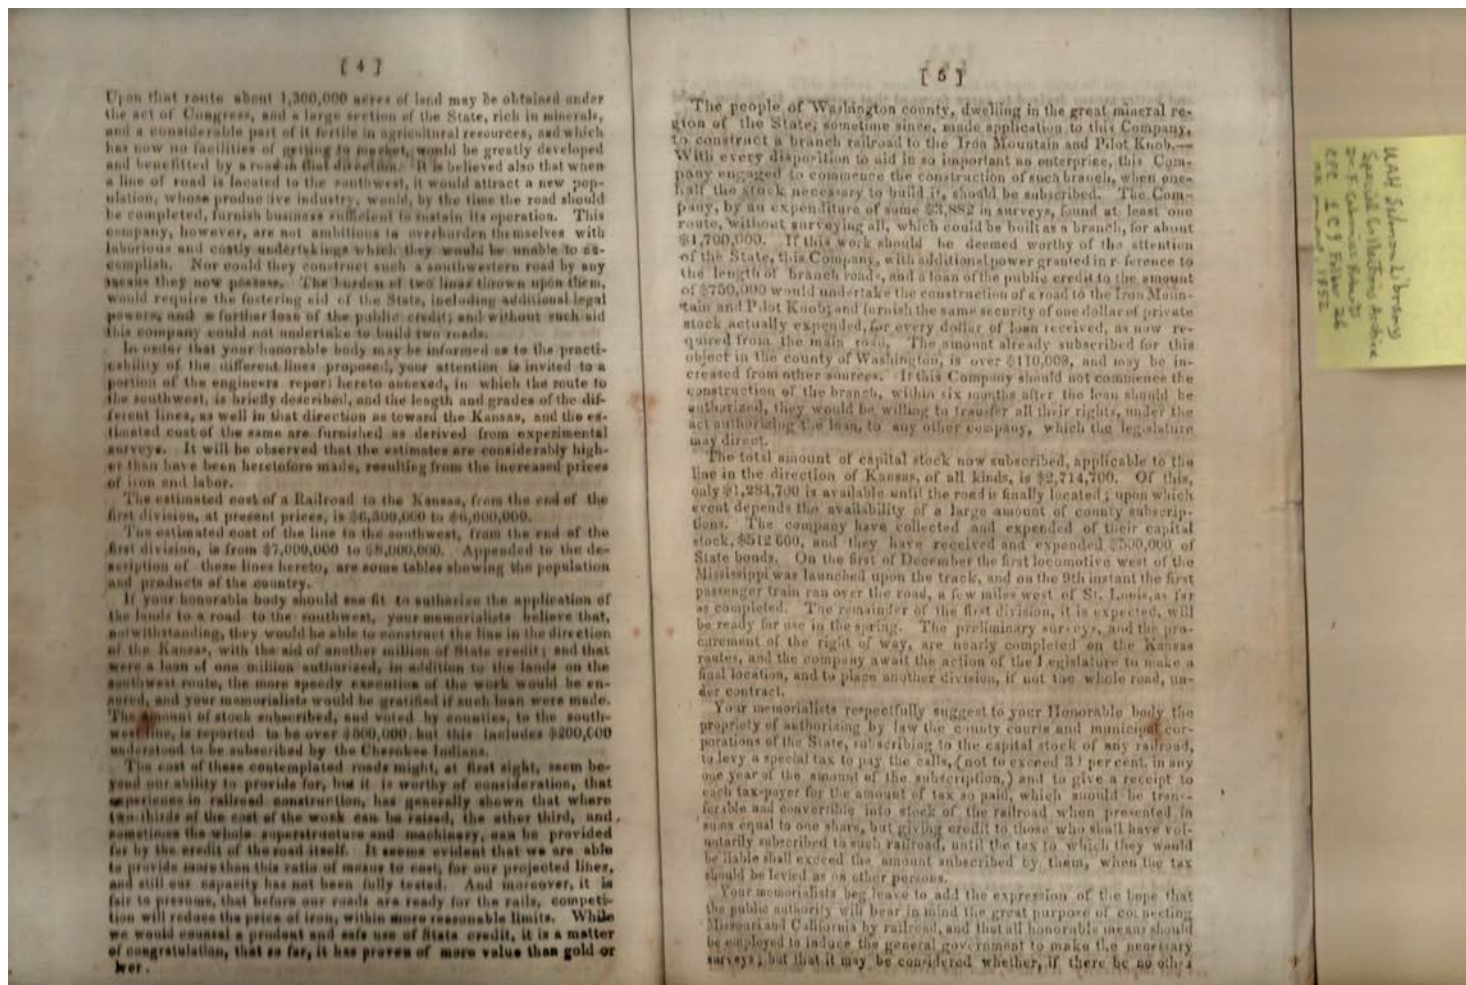 [ 4 ]
Upon that route about 1,300,000 acres of land may be obtained under
the act of Congress, and a large section of the State, rich in minerals,
and a considerable part of it fertile in agricultural resources, and which
has now no facilities of getting to market, would be greatly developed
and benefitted by a road in that direction. It is believed also that when
a line of road is located to the southwest, it would attract a new pop-
ulation, whose productive industry, would, by the time the road should
be completed, furnish business sufficient to sustain its operation. This
company, however, are not ambitious to overburden themselves with
laborious and costly undertakings which they would be unable to ac-
complish. Nor could they construct such a southwestern road by any
means they now possess. The burden of two lines thrown upon them,
would require the fostering aid of the State, including additional legal
powers, and a further loan of the public credit; and without such aid
this company could not undertake to build two roads.
In order that your honorable body may be informed as to the practi-
cability of the different lines proposed, your attention is invited to a
portion of the engineers report hereto annexed, in which the route to
the southwest, is briefly described, and the length and grades of the dif-
ferent lines, as well in that direction as toward the Kansas, and the es-
timated cost of the same are furnished as derived from experimental
surveys. It will be observed that the estimates are considerably high-
er than have been heretofore made, resulting from the increased prices
of iron and labor.
The estimated cost of a Railroad to the Kansas, from the end of the
first division, at present prices, is $6,300,000 to $6,600,000.
The estimated cost of the line to the southwest, from the end of the
first division, is from $7,000,000 to $8,000,000. Appended to the de-
scription of these lines hereto, are some tables showing the population
and products of the country.
If your honorable body should see fit to authorize the application of
the lands to a road to the southwest, your memorialists believe that,
notwithstanding, they would be able to construct the line in the direction
of the Kansas, with the aid of another million of State credit; and that
were a loan of one million authorized, in addition to the lands on the
southwest route, the more speedy execution of the work would be en-
sured, and your memorialists would be gratified if such loan were made.
The amount of stock subscribed, and voted by counties, to the south-
west line, is reported to be over $500,000 but this includes $200,000
understood to be subscribed by the Cherokee Indians.
The cost of these contemplated roads might, at first sight, seem be-
yond our ability to provide for, but it is worthy of consideration, that
experience in railroad construction, has generally shown that where
two-thirds of the cost of the work can be raised, the other third, and,
sometimes the whole superstructure and machinery, can be provided
for by the credit of the road itself. It seems evident that we are able
to provide more than this ratio of means to cost, for our projected lines,
and still our capacity has not been fully tested. And moreover, it is
fair to presume, that before our roads are ready for the rails, competi-
tion will reduce the price of iron, within more reasonable limits. While
we would counsel a prudent and safe use of State credit, it is a matter
of congratulation, that so far, it has proven of more value than gold or
[ 5 ]
The people of Washington county, dwelling in the great mineral re-
gion of the State, sometime since, made application to this Company,
to construct a branch railroad to the Iron Mountain and Pilot Knob.—
With every disposition to aid in so important an enterprise, this Com-
pany engaged to commence the construction of such branch, when one-
half the stock necessary to build it, should be subscribed. The Com-
pany, by an expenditure of some $3,882 in surveys, found at least one
route, without surveying all, which could be built as a branch, for about
$1,700,000. If this work should be deemed worthy of the attention
of the State, this Company, with additional power granted in r-ference to
the length of branch roads, and a loan of the public credit to the amount
of $750,000 would undertake the construction of a road to the Iron Moun-
tain and Pilot Knob; and furnish the same security of one dollar of private
stock actually expended, for every dollar of loan received, as now re-
quired from the main road. The amount already subscribed for this
object in the county of Washington, is over $110,000, and may be in-
creased from other sources. If this Company should not commence the
construction of the branch, within six months after the loan should be
authorized, they would be willing to transfer all their rights, under the
act authorizing the loan, to any other company, which the legislature
may direct.
The total amount of capital stock now subscribed, applicable to the
line in the direction of Kansas, of all kinds, is $2,714,700. Of this,
only $1,284,700 is available until the road is finally located; upon which
event depends the availability of a large amount of county subscrip-
tions. The company have collected and expended of their capital
stock, $512 600, and they have received and expended $500,000 of
State bonds. On the first of December the first locomotive west of the
Mississippi was launched upon the track, and on the 9th instant the first
passenger train ran over the road, a few miles west of St. Louis, as far
as completed. The remainder of the first division, it is expected, will
be ready for use in the spring. The preliminary surveys, and the pro-
curement of the right of way, are nearly completed on the Kansas
routes, and the company await the action of the Legislature to make a
final location, and to place another division, if not the whole road, un-
der contract.
Your memorialists respectfully suggest to your Honorable body the
propriety of authorizing by law the county courts and municipal cor-
porations of the State, subscribing to the capital stock of any railroad,
to levy a special tax to pay the calls, (not to exceed per cent. in any
one year of the amount of the subscription,) and to give a receipt to
each tax-payer for the amount of tax so paid, which should be trans-
ferable and convertible into stock of the railroad when presented in
sums equal to one share, but giving credit to those who shall have vol-
untarily subscribed to such railroad, until the tax to which they would
be liable shall exceed the amount subscribed by them, when the tax
should be levied as on other persons.
Your memorialists beg leave to add the expression of the hope that
the public authority will bear in mind the great purpose of connecting
Missouri and California by railroad, and that all honorable means should
be employed to induce the general government to make the necessary
surveys; but that it may be considered whether, if there be no other
UAH Salmon Library
Special Collections Archive
Dr. F. Roberts
Folder 26
1852